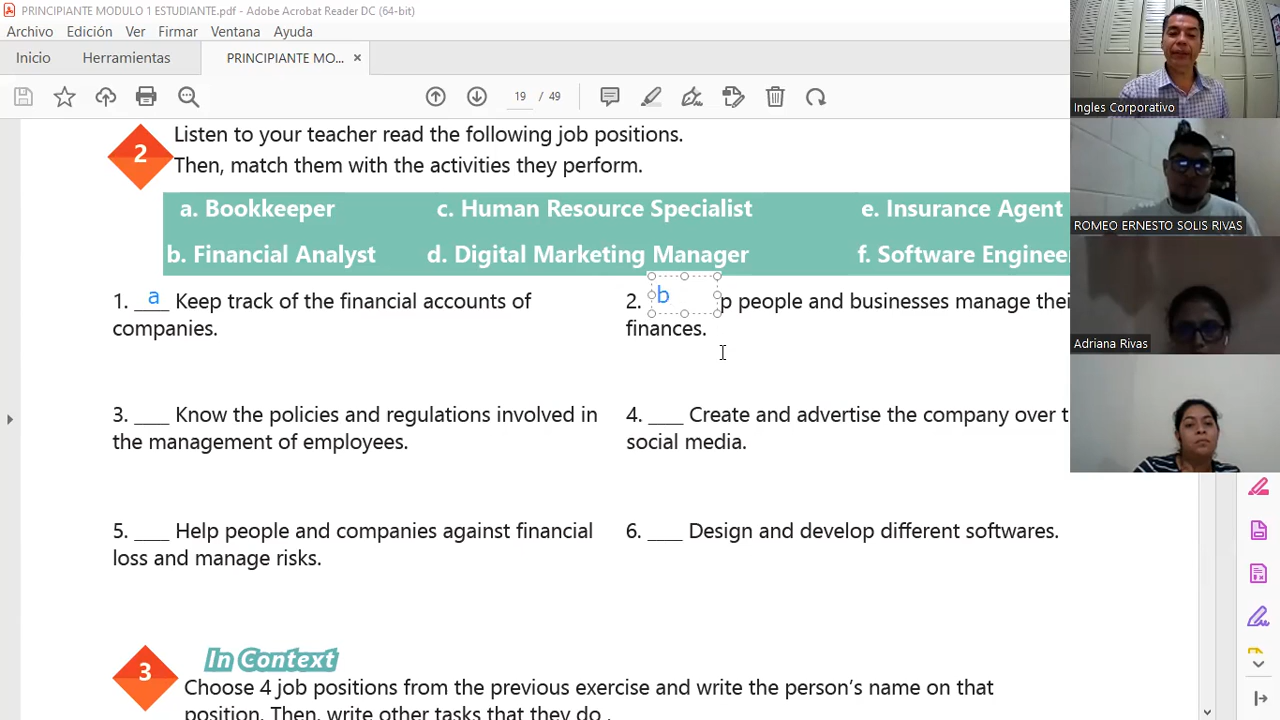 PRINCIPIANTE MODULO 1 ESTUDIANTE.pdf - Adobe Acrobat Reader DC (64-bit)
Archivo Edición Ver Firmar Ventana Ayuda
Inicio Herramientas PRINCIPIANTE MO... ×
19 / 49
2 Listen to your teacher read the following job positions.
Then, match them with the activities they perform.
a. Bookkeeper c. Human Resource Specialist e. Insurance Agent
b. Financial Analyst d. Digital Marketing Manager f. Software Enginee
1. a Keep track of the financial accounts of
companies.
2. b p people and businesses manage thei
finances.
3. ____ Know the policies and regulations involved in
the management of employees.
4. ____ Create and advertise the company over t
social media.
5. ____ Help people and companies against financial
loss and manage risks.
6. ____ Design and develop different softwares.
3 In Context
Choose 4 job positions from the previous exercise and write the person's name on that
position. Then, write other tasks that they do .
Ingles Corporativo
ROMEO ERNESTO SOLIS RIVAS
Adriana Rivas